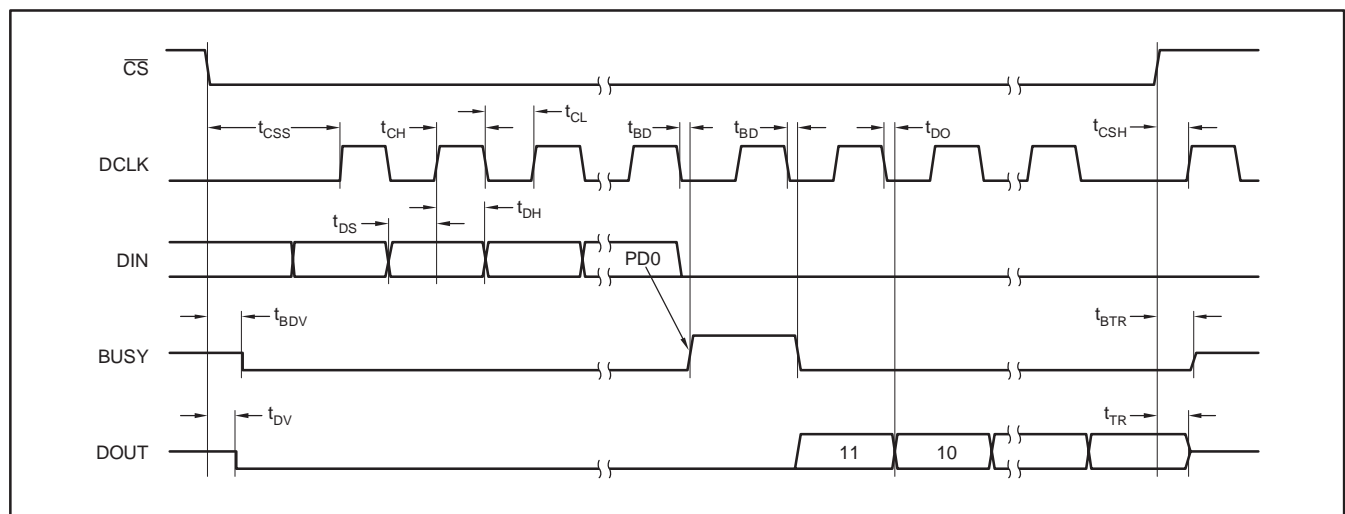 C̅S̅
tCSS
tCH
tCL
tBD
tBD
tDO
tCSH
DCLK
tDS
tDH
DIN
PD0
tBDV
tBTR
BUSY
tDV
tTR
DOUT
11
10